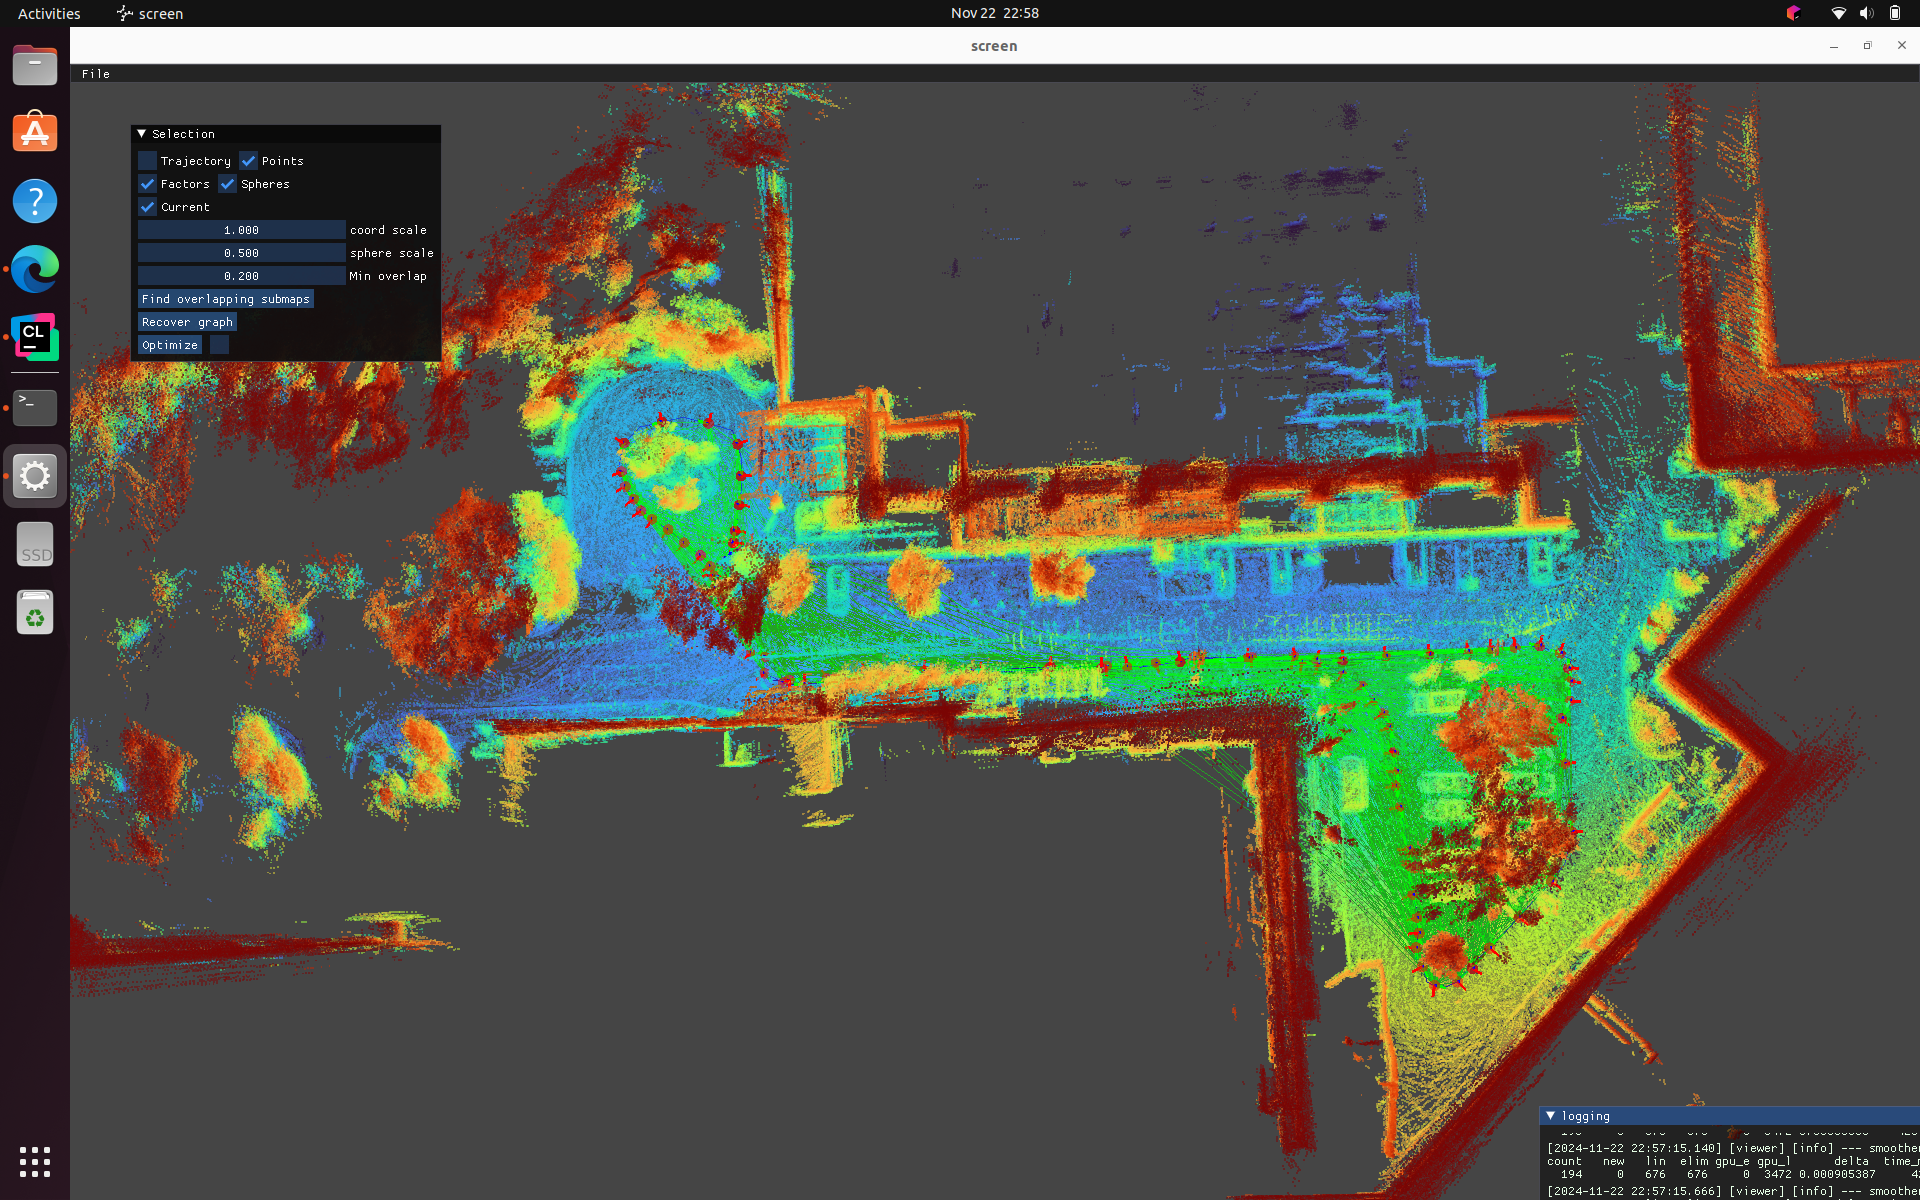 Activities screen Nov 22 22:58
screen
File
Selection
Trajectory Points
Factors Spheres
Current
1.000 coord scale
0.500 sphere scale
0.200 Min overlap
Find overlapping submaps
Recover graph
Optimize
CL
SSD
logging
[2024-11-22 22:57:15.140] [viewer] [info] --- smoother
count new lin elim gpu_e gpu_l delta time_m
194 0 676 676 0 3472 0.000905387
[2024-11-22 22:57:15.666] [viewer] [info] --- smoother